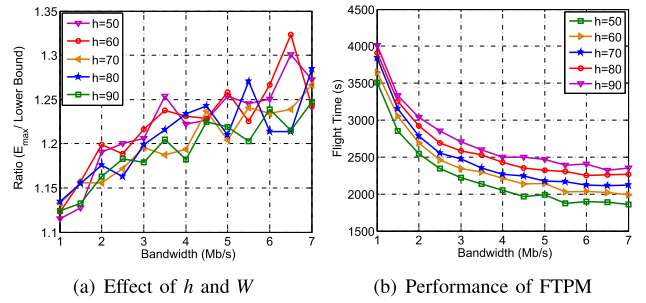 1.35
1.3
1.25
1.2
1.15
1.1
Ratio (E_max / Lower Bound)
h=50
h=60
h=70
h=80
h=90
1 2 3 4 5 6 7
Bandwidth (Mb/s)
(a) Effect of h and W
4500
4000
3500
3000
2500
2000
1500
Flight Time (s)
h=50
h=60
h=70
h=80
h=90
1 2 3 4 5 6 7
Bandwidth (Mb/s)
(b) Performance of FTPM